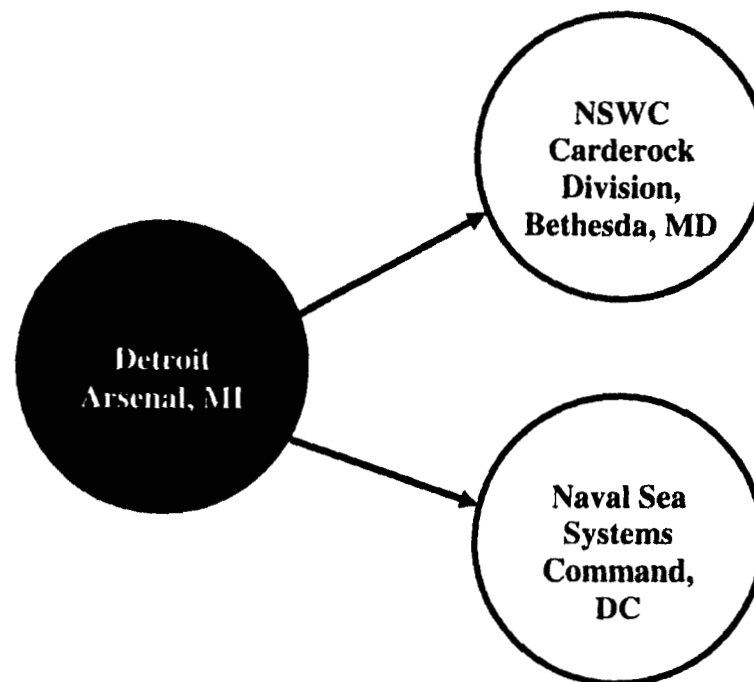 NSWC
Carderock
Division,
Bethesda, MD
Detroit
Arsenal, MI
Naval Sea
Systems
Command,
DC